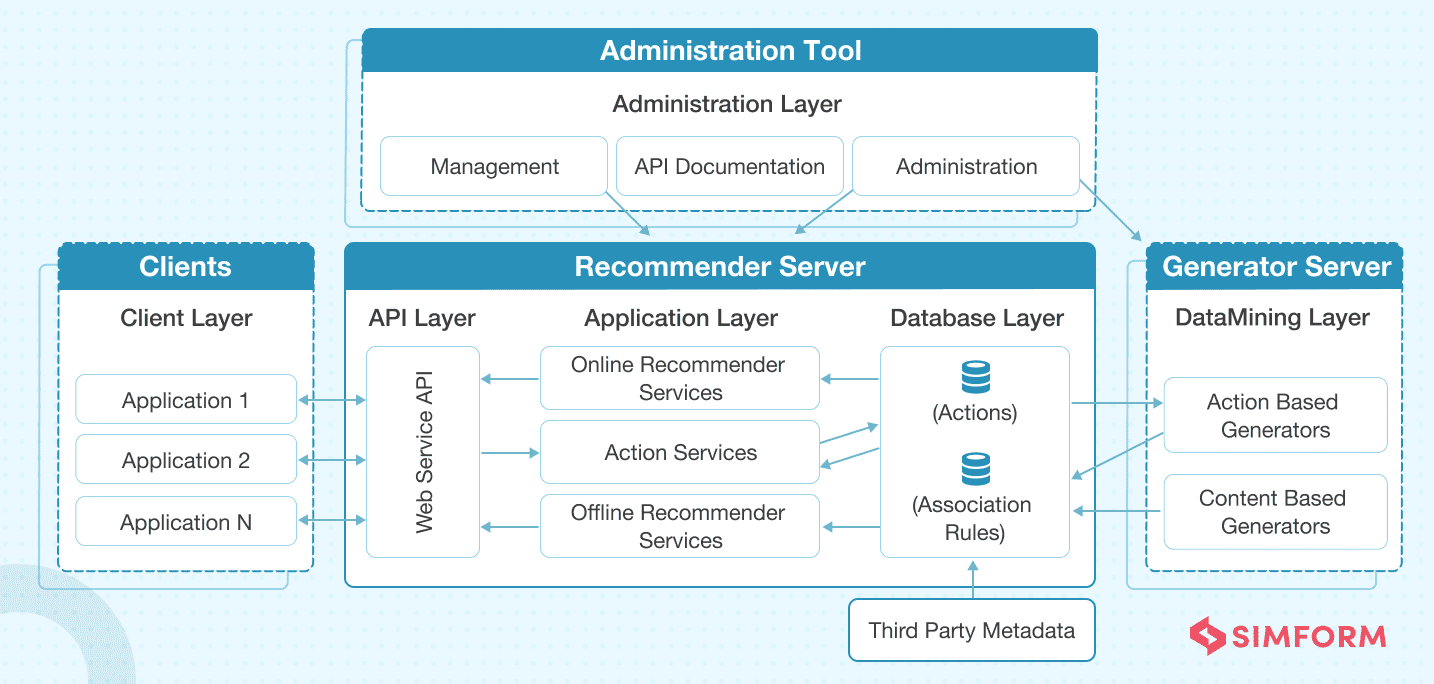 Administration Tool
Administration Layer
Management
API Documentation
Administration
Clients
Client Layer
Application 1
Application 2
Application N
Recommender Server
API Layer
Web Service API
Application Layer
Online Recommender
Services
Action Services
Offline Recommender
Services
Database Layer
(Actions)
(Association
Rules)
Generator Server
DataMining Layer
Action Based
Generators
Content Based
Generators
Third Party Metadata
SIMFORM